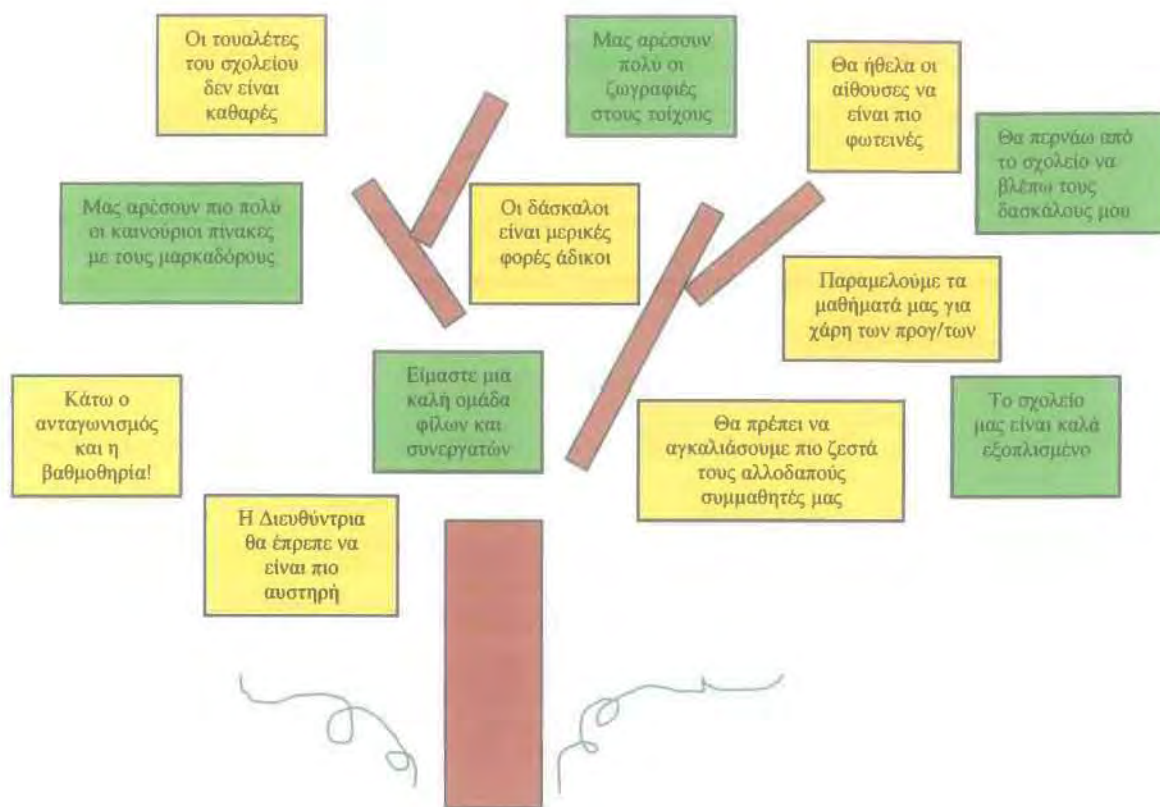 Οι τουαλέτες
του σχολείου
δεν είναι
καθαρές
Μας αρέσουν
πολύ οι
ζωγραφιές
στους τοίχους
Θα ήθελα οι
αίθουσες να
είναι πιο
φωτεινές
Θα περνάω από
το σχολείο να
βλέπω τους
δασκάλους μου
Μας αρέσουν πιο πολύ
οι καινούριοι πίνακες
με τους μαρκαδόρους
Οι δάσκαλοι
είναι μερικές
φορές άδικοι
Παραμελούμε τα
μαθήματά μας για
χάρη των προγ/των
Είμαστε μια
καλή ομάδα
φίλων και
συνεργατών
Κάτω ο
ανταγωνισμός
και η
βαθμοθηρία!
Θα πρέπει να
αγκαλιάσουμε πιο ζεστά
τους αλλοδαπούς
συμμαθητές μας
Το σχολείο
μας είναι καλά
εξοπλισμένο
Η Διευθύντρια
θα έπρεπε να
είναι πιο
αυστηρή